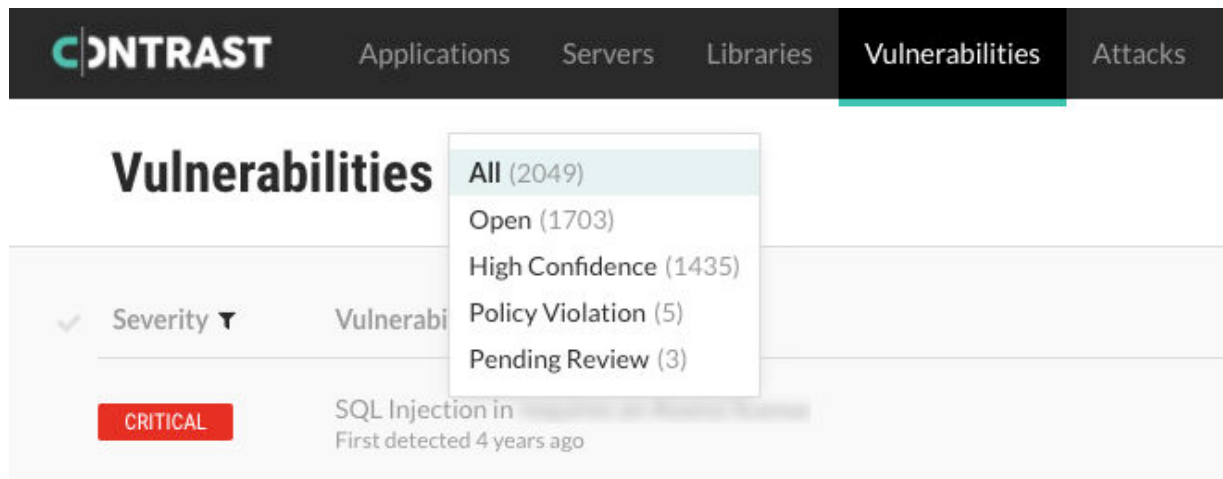 CONTRAST Applications Servers Libraries Vulnerabilities Attacks
Vulnerabilities
All (2049)
Open (1703)
High Confidence (1435)
Policy Violation (5)
Pending Review (3)
Severity Vulnerabi
CRITICAL
SQL Injection in
First detected 4 years ago